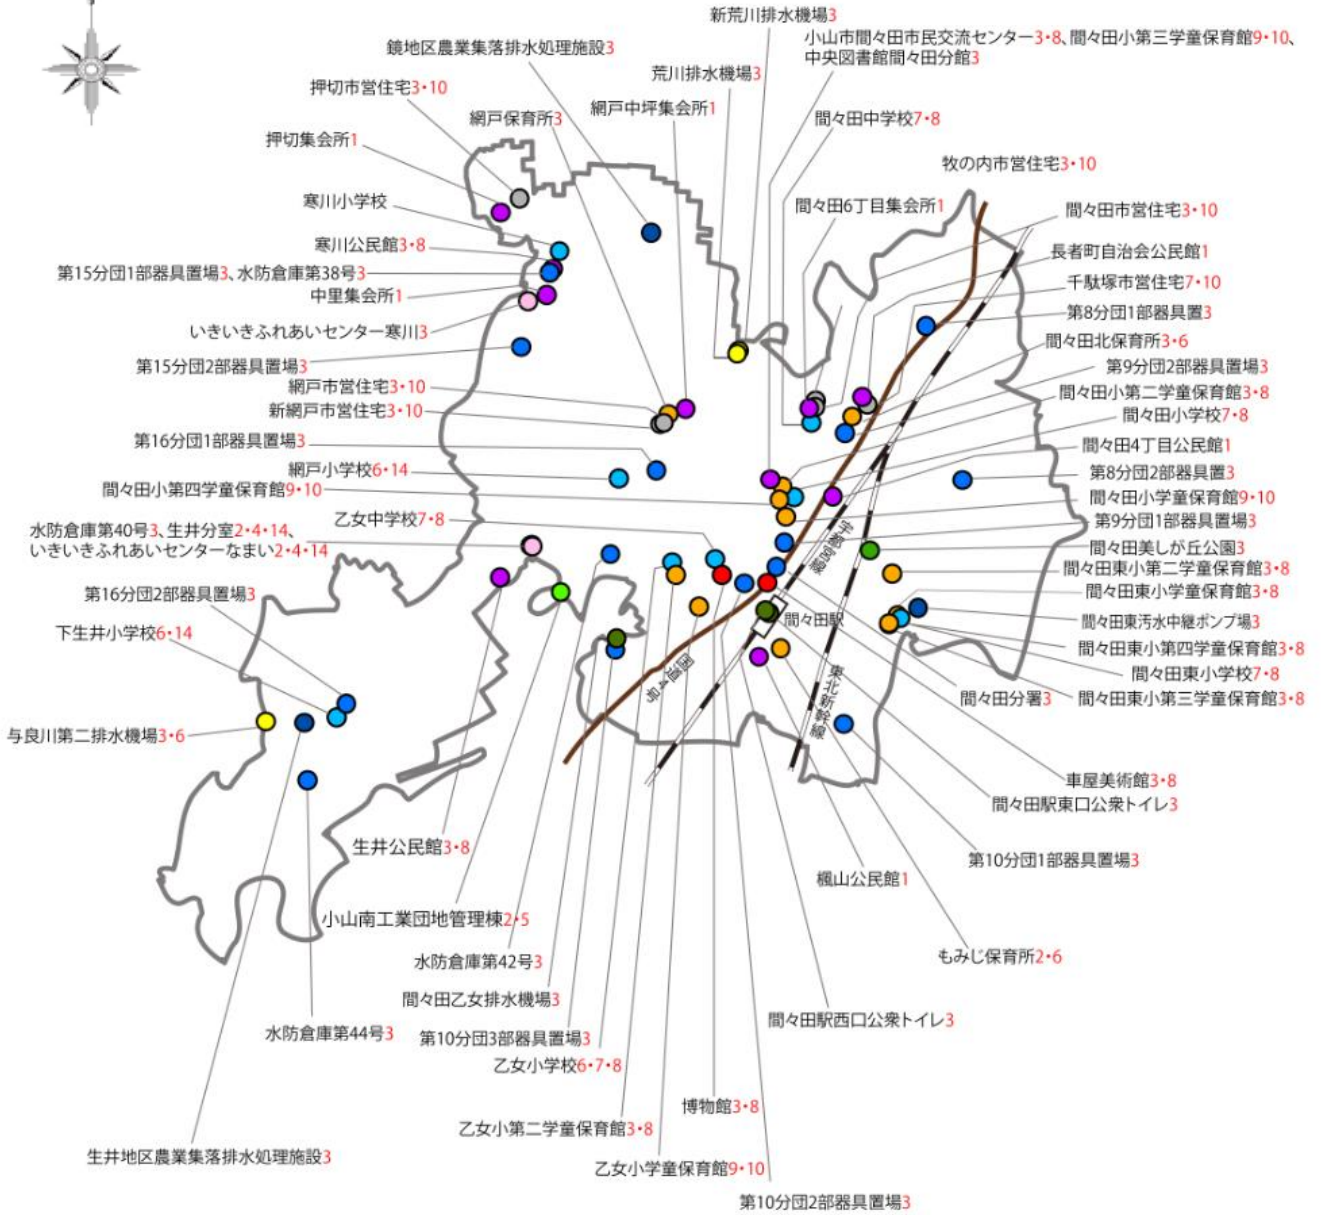 新荒川排水機場3
小山市間々田市民交流センター3・8、間々田小第三学童保育館9・10、
中央図書館間々田分館3
鏡地区農業集落排水処理施設3
荒川排水機場3
押切市営住宅3・10
網戸中坪集会所1
網戸保育所3
間々田中学校7・8
押切集会所1
牧の内市営住宅3・10
寒川小学校
間々田6丁目集会所1
間々田市営住宅3・10
寒川公民館3・8
長者町自治会公民館1
第15分団1部器具置場3、水防倉庫第38号3
千駄塚市営住宅7・10
中里集会所1
第8分団1部器具置3
いきいきふれあいセンター寒川3
間々田北保育所3・6
第15分団2部器具置場3
第9分団2部器具置場3
網戸市営住宅3・10
間々田小第二学童保育館3・8
新網戸市営住宅3・10
間々田小学校7・8
第16分団1部器具置場3
間々田4丁目公民館1
網戸小学校6・14
第8分団2部器具置3
間々田小第四学童保育館9・10
間々田小学童保育館9・10
乙女中学校7・8
第9分団1部器具置場3
水防倉庫第40号3、生井分室2・4・14、
いきいきふれあいセンターなまい2・4・14
宇都宮線
間々田美しが丘公園3
間々田東小第二学童保育館3・8
第16分団2部器具置場3
間々田東小学童保育館3・8
下生井小学校6・14
間々田駅
間々田東汚水中継ポンプ場3
間々田東小第四学童保育館3・8
国道4号
東北新幹線
間々田東小学校7・8
間々田分署3
間々田東小第三学童保育館3・8
与良川第二排水機場3・6
車屋美術館3・8
間々田駅東口公衆トイレ3
生井公民館3・8
第10分団1部器具置場3
楓山公民館1
小山南工業団地管理棟2・5
もみじ保育所2・6
水防倉庫第42号3
間々田乙女排水機場3
間々田駅西口公衆トイレ3
水防倉庫第44号3
第10分団3部器具置場3
乙女小学校6・7・8
博物館3・8
乙女小第二学童保育館3・8
生井地区農業集落排水処理施設3
乙女小学童保育館9・10
第10分団2部器具置場3